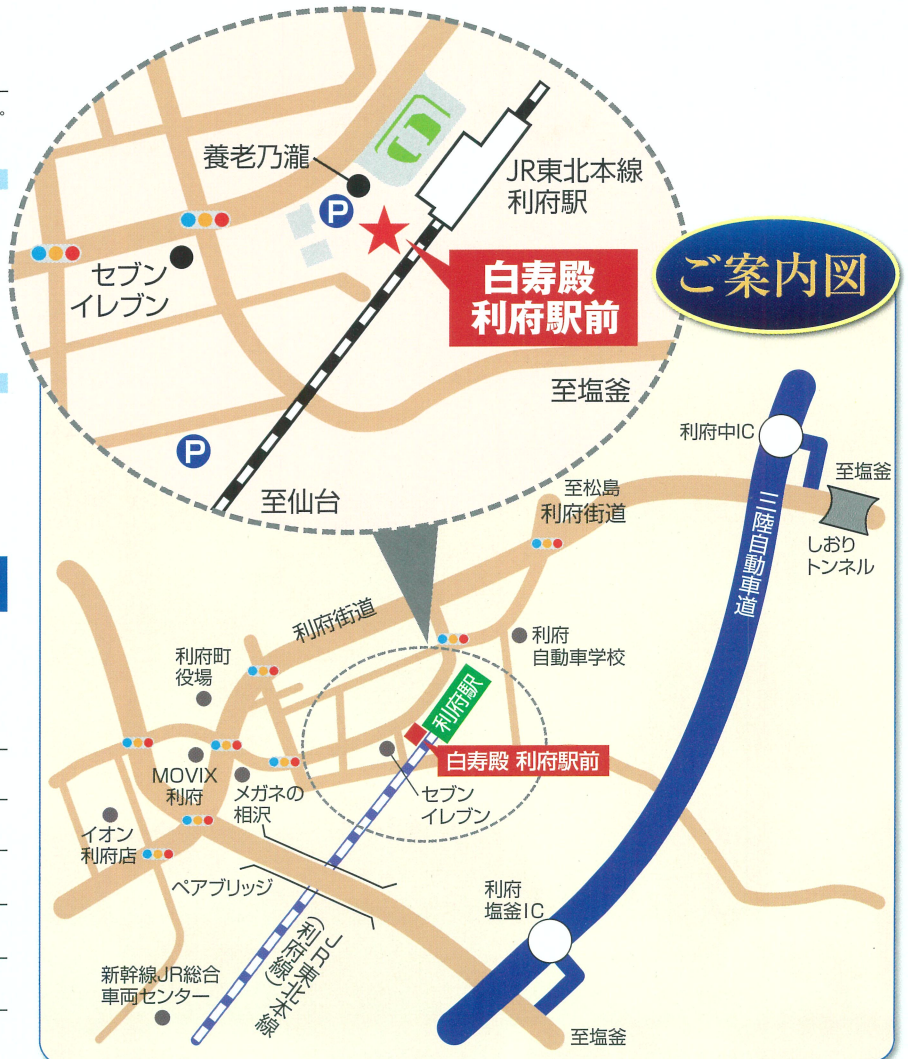 養老乃瀧
P
JR東北本線
利府駅
セブン
イレブン
白寿殿
利府駅前
ご案内図
至塩釜
P
至仙台
利府中IC
至塩釜
至松島
利府街道
三陸自動車道
しおり
トンネル
利府街道
利府
自動車学校
利府町
役場
利府駅
白寿殿 利府駅前
MOVIX
利府
メガネの
相沢
セブン
イレブン
イオン
利府店
ペアブリッジ
利府
塩釜IC
JR東北本線
(利府線)
新幹線JR総合
車両センター
至塩釜